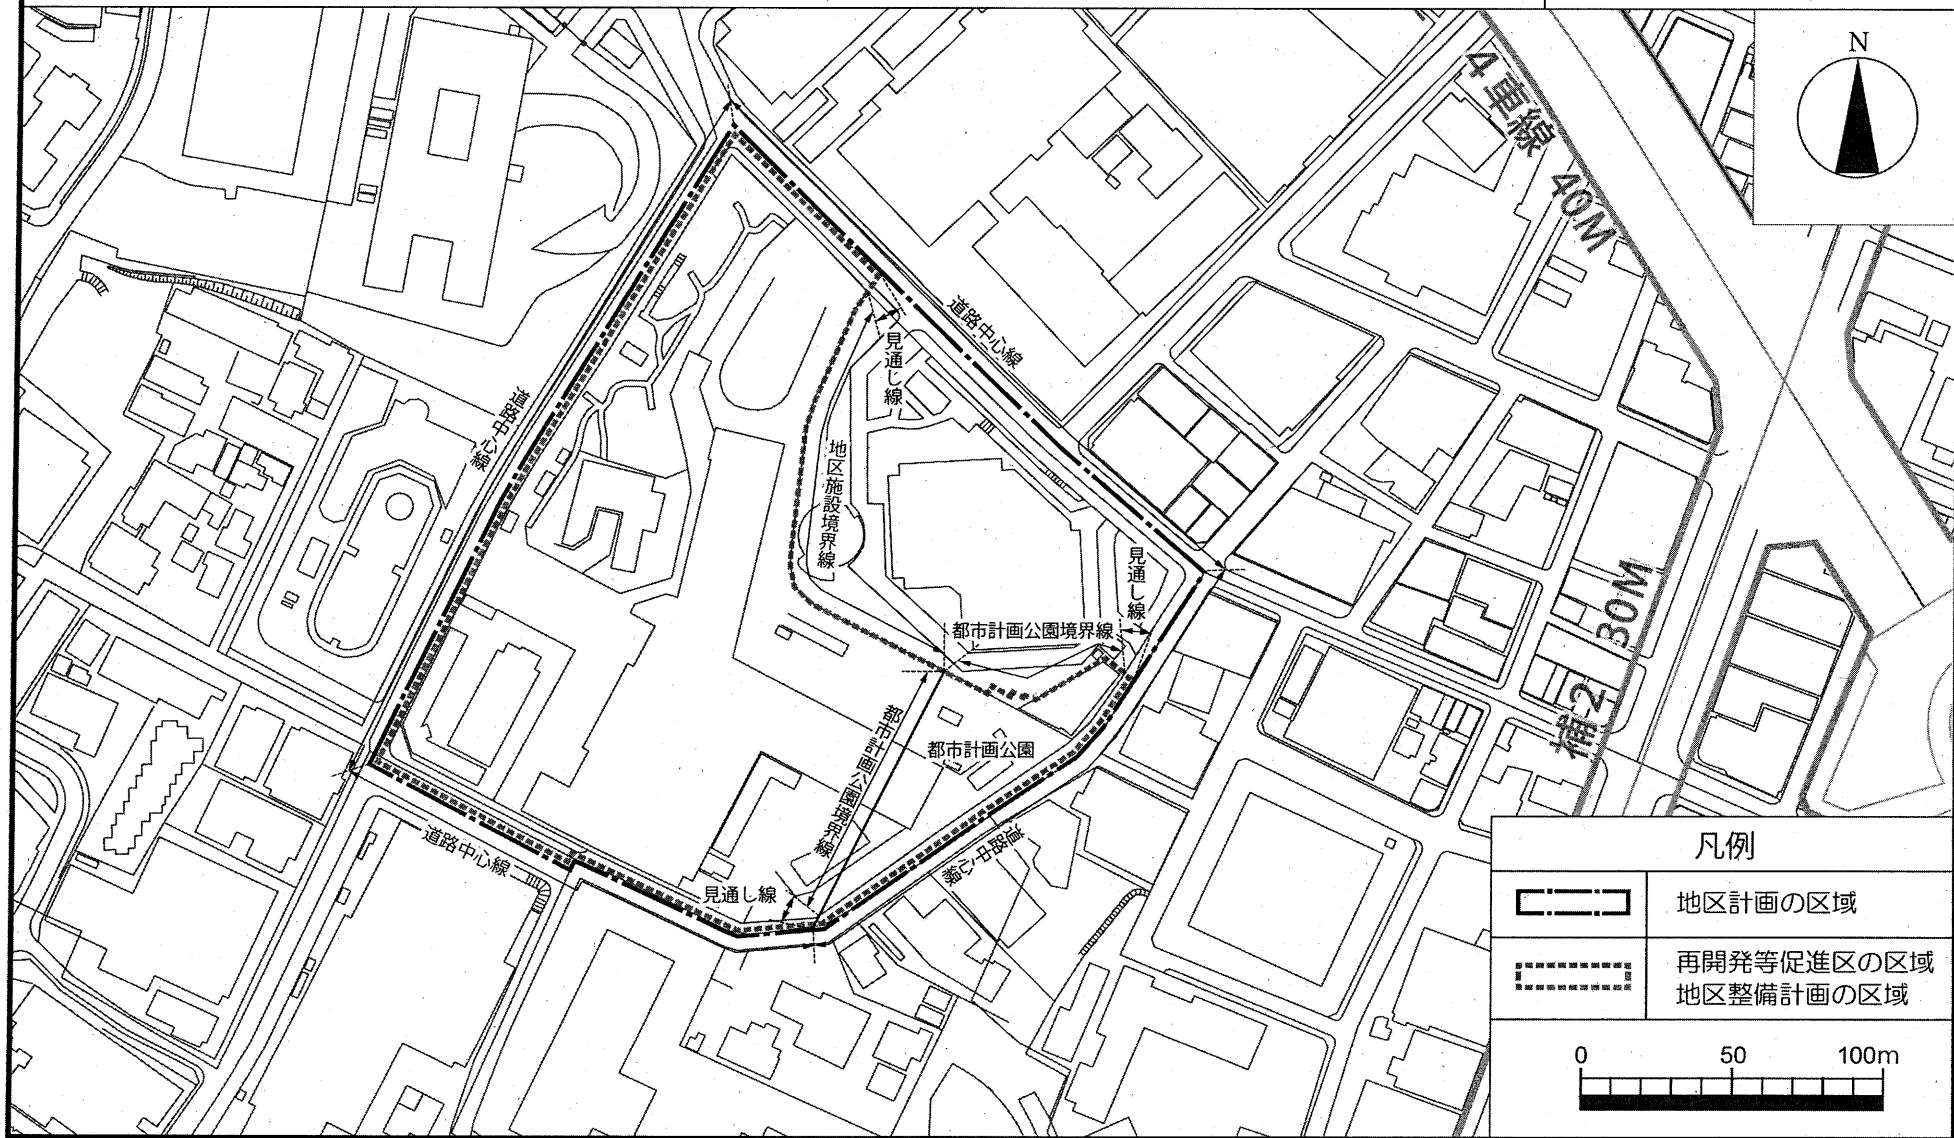 N
4車線 40M
道路中心線
見通し線
道路中心線
地区施設境界線
見通し線
都市計画公園境界線
補2 30M
都市計画公園
都市計画公園境界線
道路中心線
道路中心線
見通し線
凡例
地区計画の区域
再開発等促進区の区域
地区整備計画の区域
0 50 100m